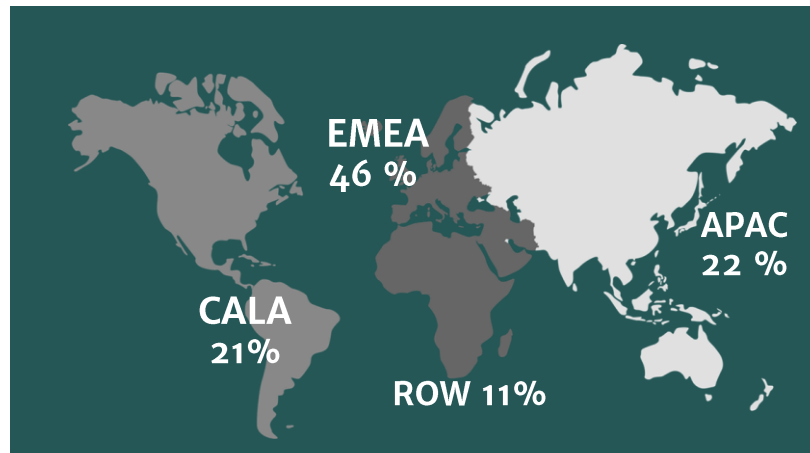 EMEA
46 %
APAC
22 %
CALA
21%
ROW 11%